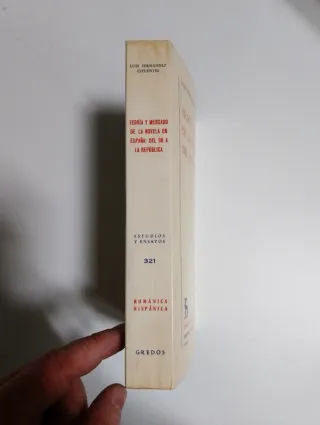 LUIS FERNÁNDEZ
CIFUENTES
TEORÍA Y MERCADO
DE LA NOVELA EN
ESPAÑA: DEL 98 A
LA REPÚBLICA
ESTUDIOS
Y ENSAYOS
321
ROMÁNICA
HISPÁNICA
GREDOS